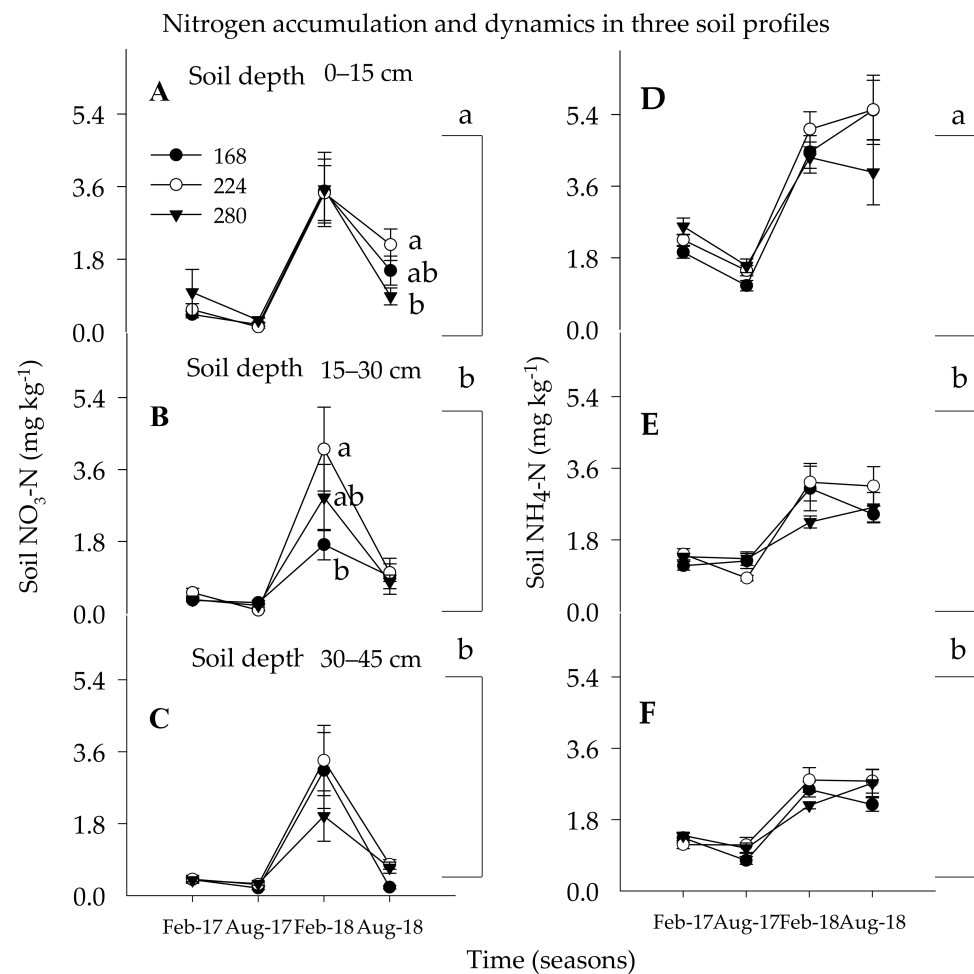 Nitrogen accumulation and dynamics in three soil profiles
A
Soil depth 0–15 cm
5.4
3.6
1.8
0.0
168
224
280
a
ab
b
a
D
5.4
3.6
1.8
0.0
a
Soil depth 15–30 cm
B
5.4
3.6
1.8
0.0
a
ab
b
b
E
5.4
3.6
1.8
0.0
b
Soil depth 30–45 cm
C
5.4
3.6
1.8
0.0
b
F
5.4
3.6
1.8
0.0
b
Soil NO3-N (mg kg-1)
Soil NH4-N (mg kg-1)
Feb-17 Aug-17 Feb-18 Aug-18
Feb-17 Aug-17 Feb-18 Aug-18
Time (seasons)